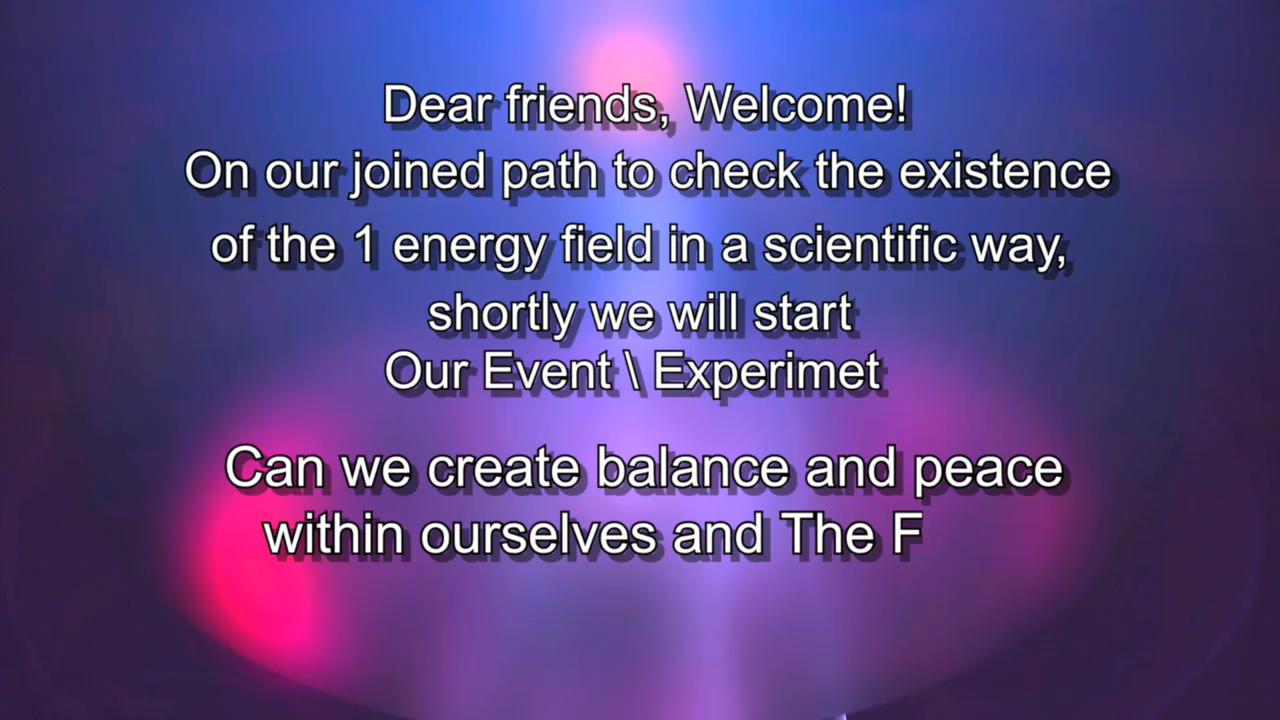 Dear friends, Welcome!
On our joined path to check the existence
of the 1 energy field in a scientific way,
shortly we will start
Our Event \ Experimet
Can we create balance and peace
within ourselves and The F